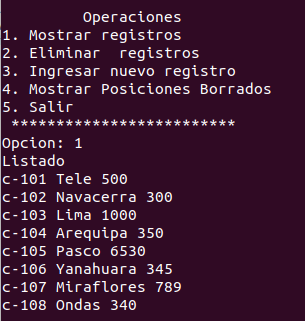 Operaciones
1. Mostrar registros
2. Eliminar  registros
3. Ingresar nuevo registro
4. Mostrar Posiciones Borrados
5. Salir
*************************
Opcion: 1
Listado
c-101 Tele 500
c-102 Navacerra 300
c-103 Lima 1000
c-104 Arequipa 350
c-105 Pasco 6530
c-106 Yanahuara 345
c-107 Miraflores 789
c-108 Ondas 340